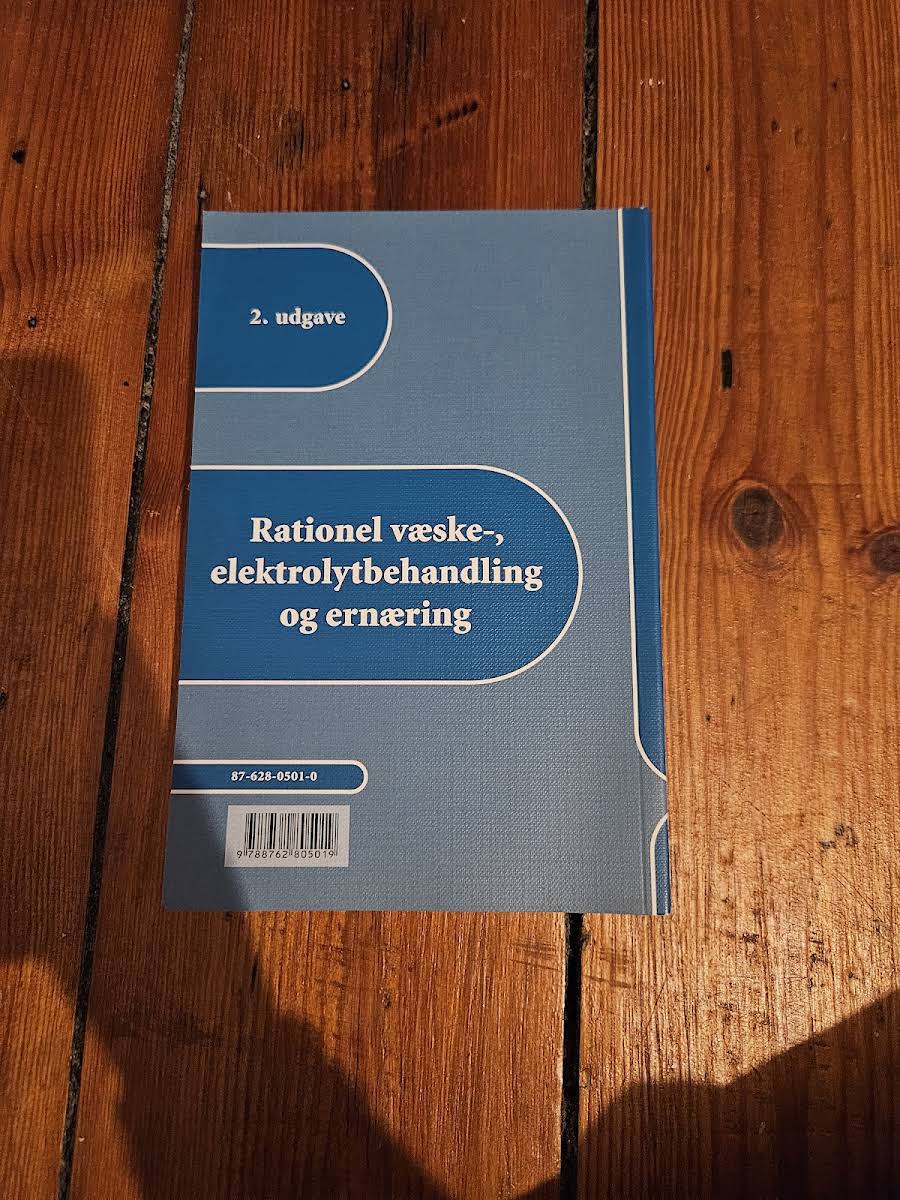 2. udgave
Rationel væske-,
elektrolytbehandling
og ernæring
87-628-0501-0
9 788762 805019